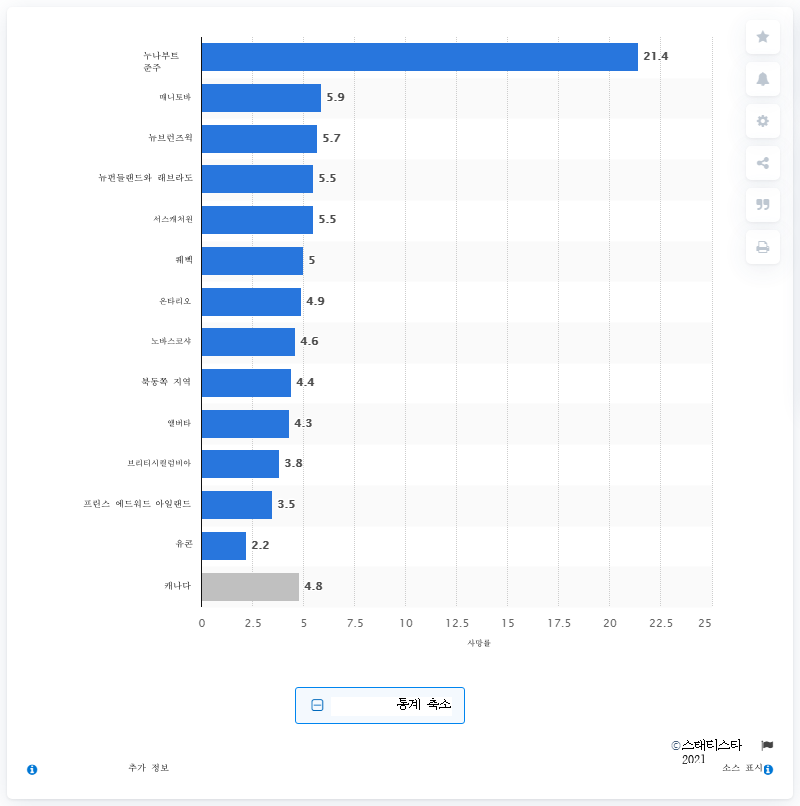 누나부트
준주
21.4
매니토바
5.9
뉴브런즈윅
5.7
뉴펀들랜드와 래브라도
5.5
서스캐처원
5.5
퀘벡
5
온타리오
4.9
노바스코샤
4.6
북동쪽 지역
4.4
앨버타
4.3
브리티시컬럼비아
3.8
프린스 에드워드 아일랜드
3.5
유콘
2.2
캐나다
4.8
0 2.5 5 7.5 10 12.5 15 17.5 20 22.5 25
사망률
통계 축소
©스태티스타
2021
추가 정보 소스 표시